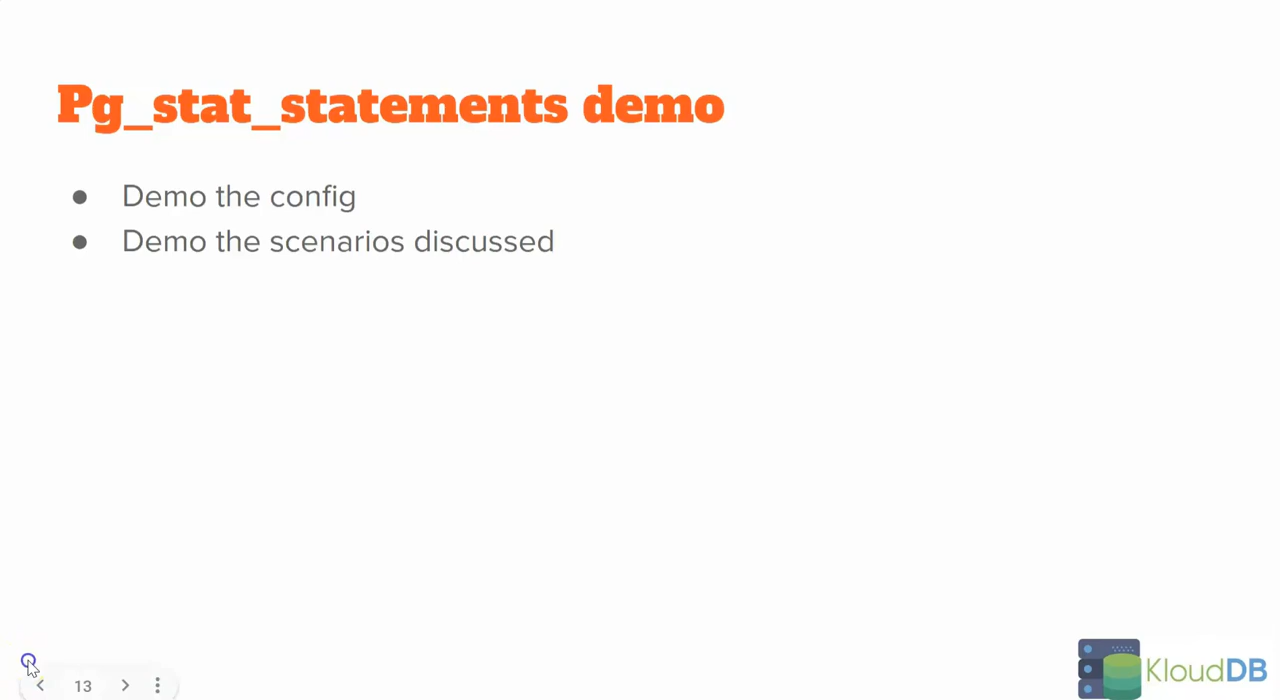 Pg_stat_statements demo
● Demo the config
● Demo the scenarios discussed
13
KloudDB